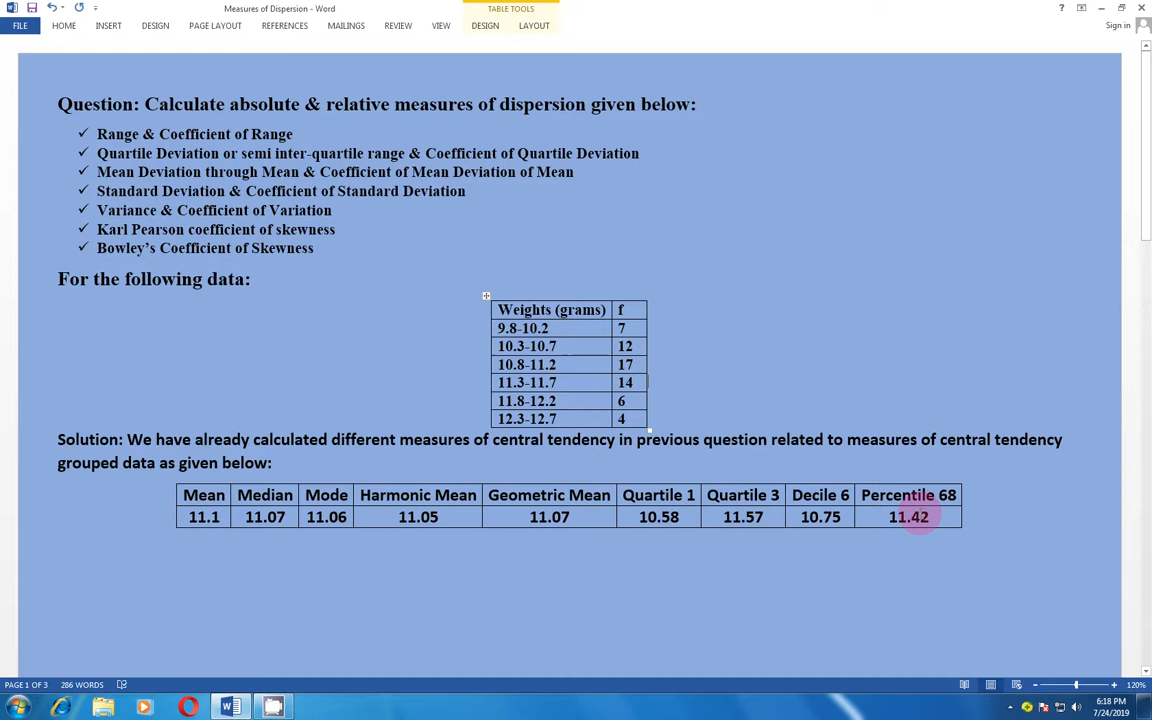 Measures of Dispersion - Word
TABLE TOOLS
?
FILE HOME INSERT DESIGN PAGE LAYOUT REFERENCES MAILINGS REVIEW VIEW DESIGN LAYOUT
Sign in
Question: Calculate absolute & relative measures of dispersion given below:
✓ Range & Coefficient of Range
✓ Quartile Deviation or semi inter-quartile range & Coefficient of Quartile Deviation
✓ Mean Deviation through Mean & Coefficient of Mean Deviation of Mean
✓ Standard Deviation & Coefficient of Standard Deviation
✓ Variance & Coefficient of Variation
✓ Karl Pearson coefficient of skewness
✓ Bowley's Coefficient of Skewness
For the following data:
Weights (grams) f
9.8-10.2 7
10.3-10.7 12
10.8-11.2 17
11.3-11.7 14
11.8-12.2 6
12.3-12.7 4
Solution: We have already calculated different measures of central tendency in previous question related to measures of central tendency
grouped data as given below:
Mean Median Mode Harmonic Mean Geometric Mean Quartile 1 Quartile 3 Decile 6 Percentile 68
11.1 11.07 11.06 11.05 11.07 10.58 11.57 10.75 11.42
PAGE 1 OF 3 286 WORDS
120%
6:18 PM
7/24/2019